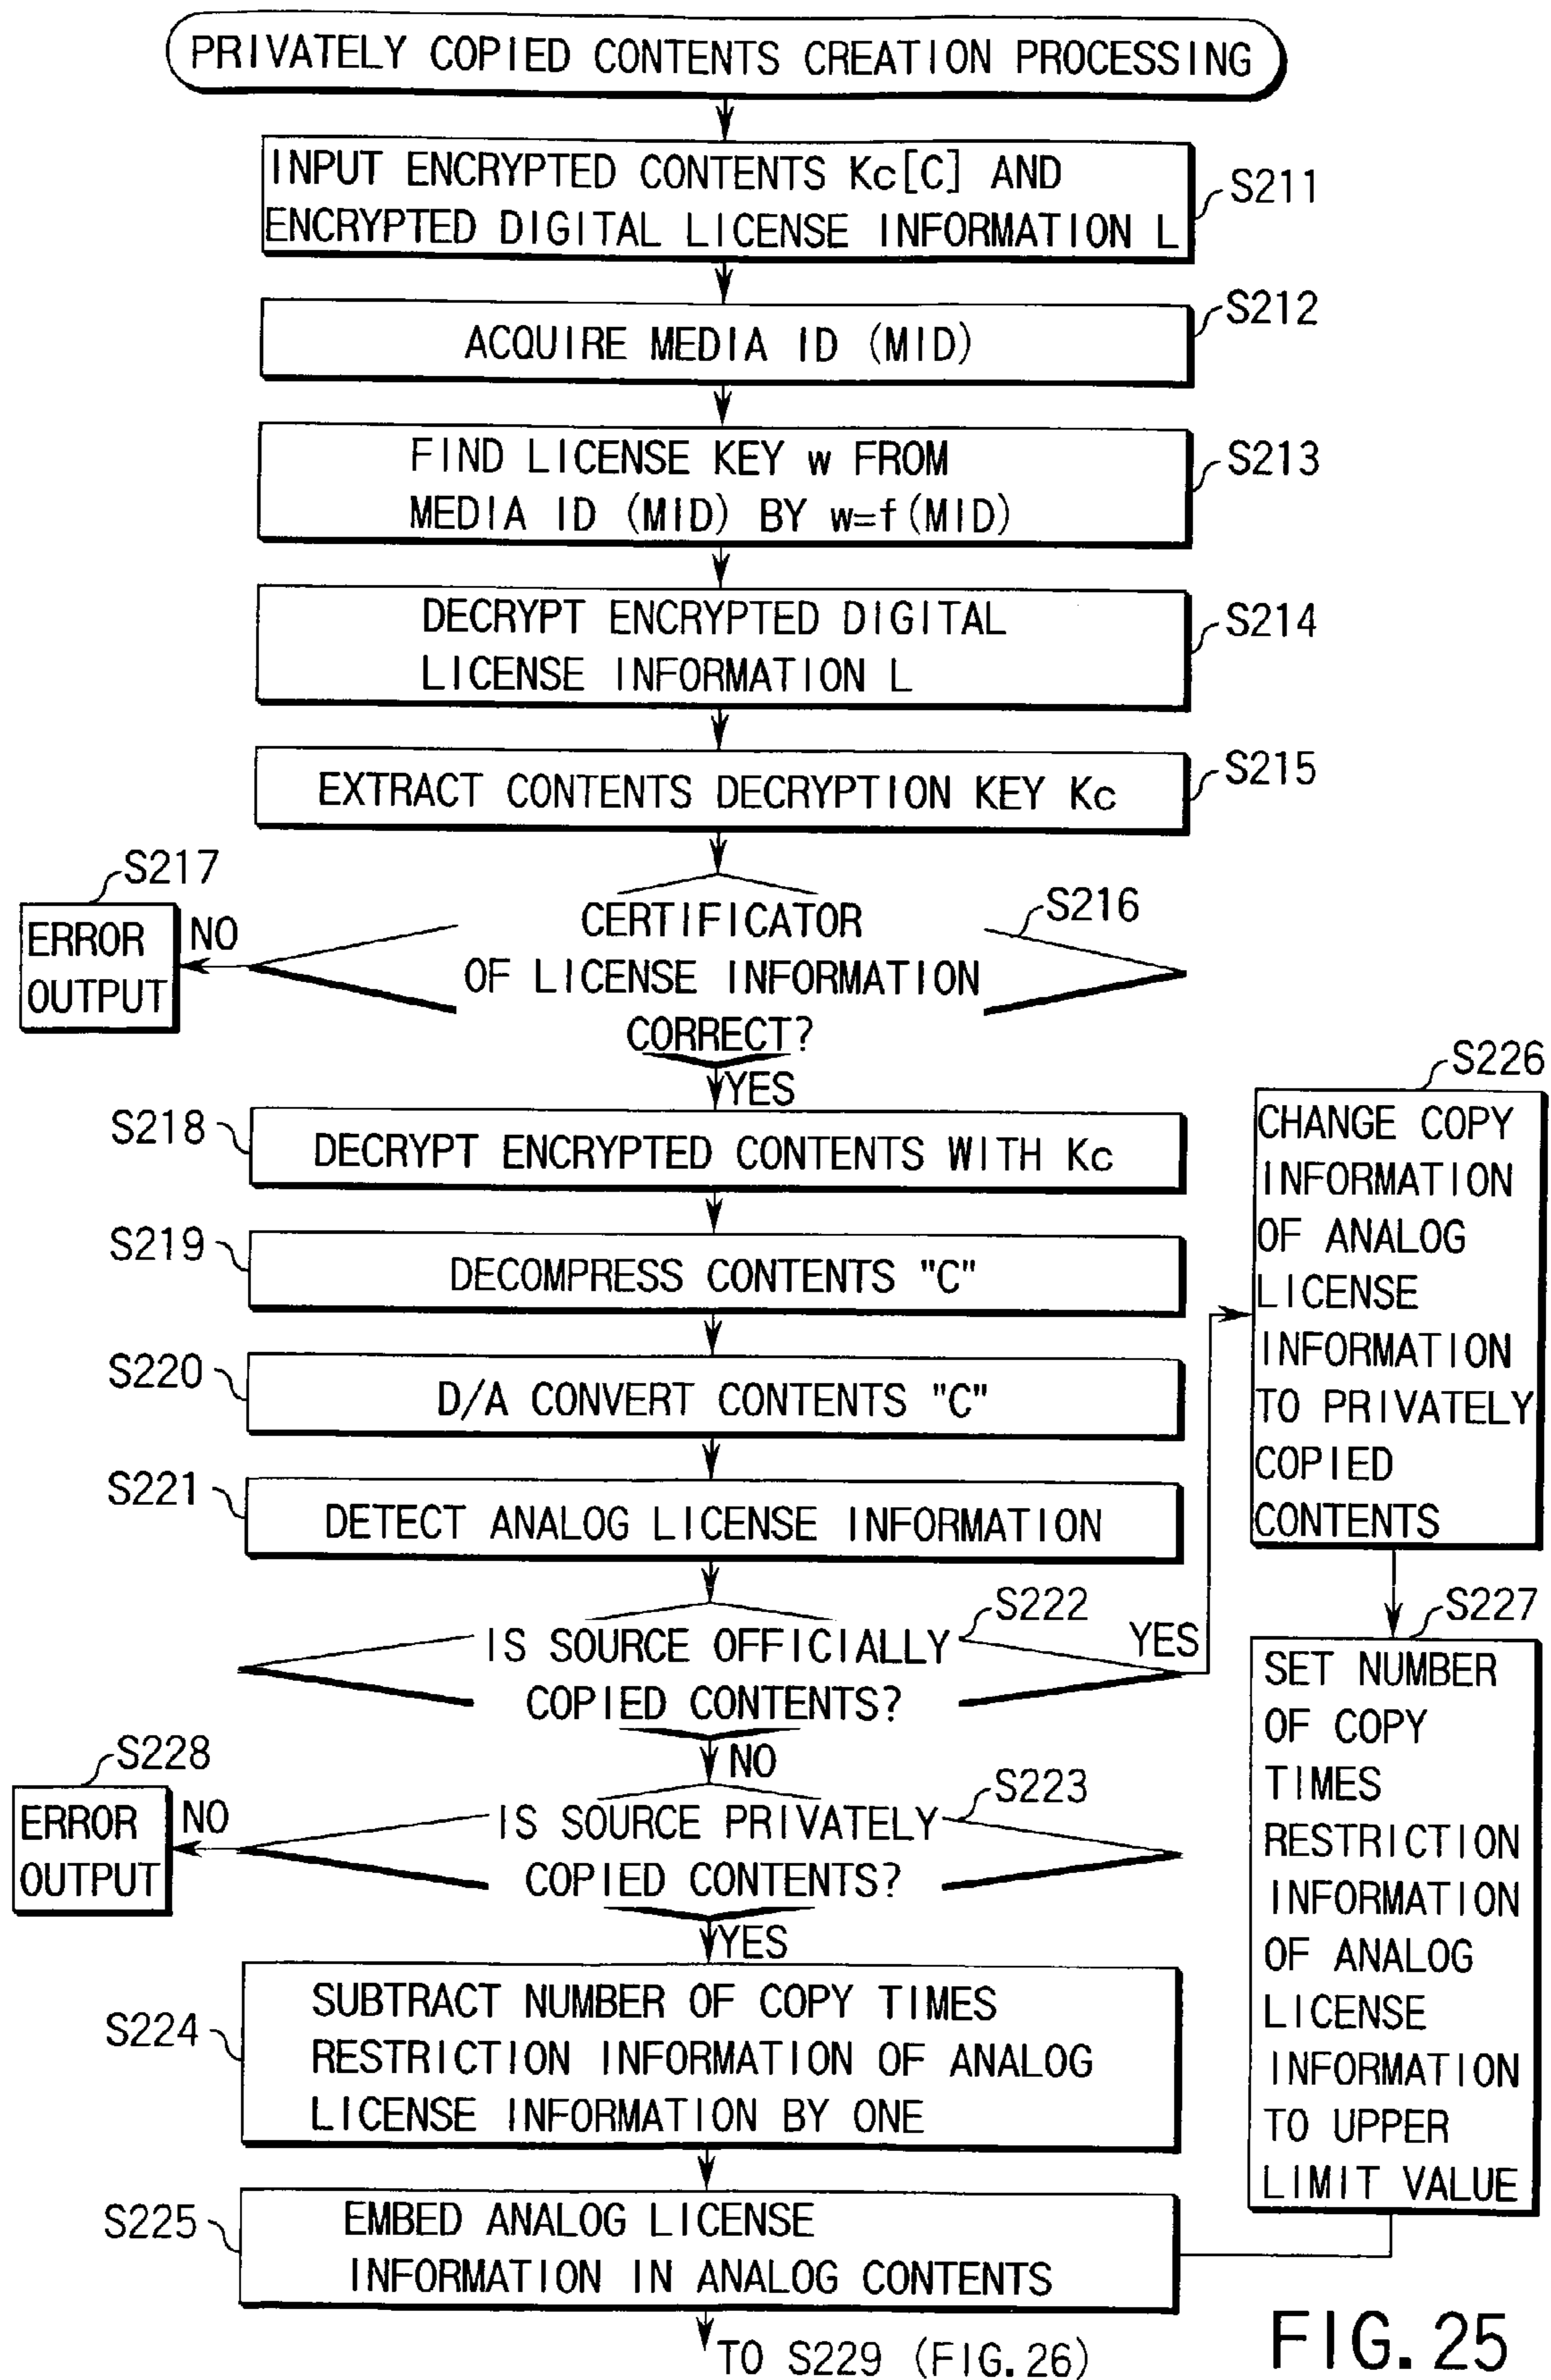 PRIVATELY COPIED CONTENTS CREATION PROCESSING
INPUT ENCRYPTED CONTENTS Kc[C] AND
ENCRYPTED DIGITAL LICENSE INFORMATION L
S211
ACQUIRE MEDIA ID (MID)
S212
FIND LICENSE KEY w FROM
MEDIA ID (MID) BY w=f(MID)
S213
DECRYPT ENCRYPTED DIGITAL
LICENSE INFORMATION L
S214
EXTRACT CONTENTS DECRYPTION KEY Kc
S215
S217
ERROR
OUTPUT
NO
CERTIFICATOR
OF LICENSE INFORMATION
CORRECT?
S216
YES
S218
DECRYPT ENCRYPTED CONTENTS WITH Kc
S219
DECOMPRESS CONTENTS "C"
S220
D/A CONVERT CONTENTS "C"
S221
DETECT ANALOG LICENSE INFORMATION
IS SOURCE OFFICIALLY
COPIED CONTENTS?
S222
YES
NO
S228
ERROR
OUTPUT
NO
IS SOURCE PRIVATELY
COPIED CONTENTS?
S223
YES
S224
SUBTRACT NUMBER OF COPY TIMES
RESTRICTION INFORMATION OF ANALOG
LICENSE INFORMATION BY ONE
S225
EMBED ANALOG LICENSE
INFORMATION IN ANALOG CONTENTS
TO S229 (FIG. 26)
S226
CHANGE COPY
INFORMATION
OF ANALOG
LICENSE
INFORMATION
TO PRIVATELY
COPIED
CONTENTS
S227
SET NUMBER
OF COPY
TIMES
RESTRICTION
INFORMATION
OF ANALOG
LICENSE
INFORMATION
TO UPPER
LIMIT VALUE
FIG. 25